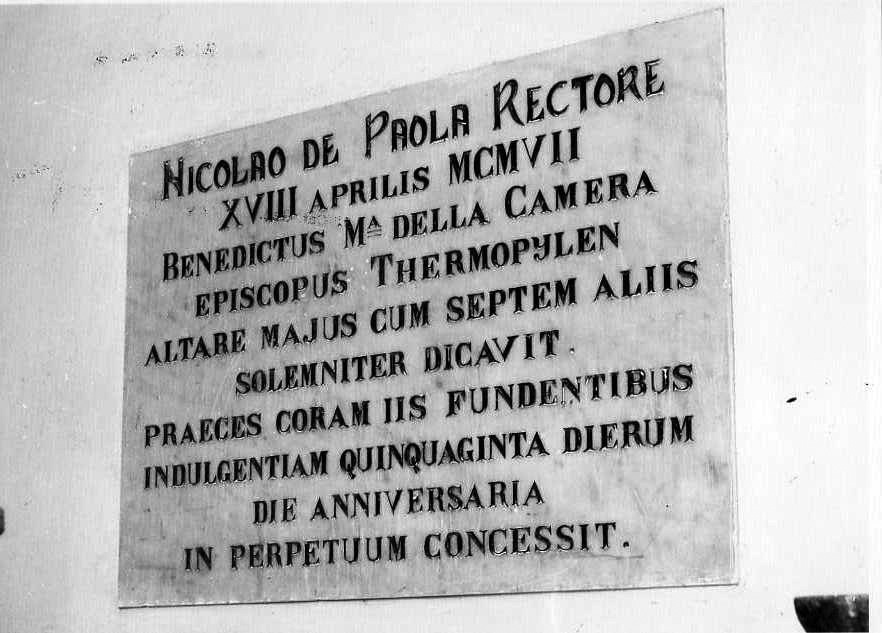 NICOLAO DE PAOLA RECTORE
XVIII APRILIS MCMVII
BENEDICTUS Mᴬ DELLA CAMERA
EPISCOPUS THERMOPYLEN
ALTARE MAJUS CUM SEPTEM ALIIS
SOLEMNITER DICAVIT.
PRAECES CORAM IIS FUNDENTIBUS
INDULGENTIAM QUINQUAGINTA DIERUM
DIE ANNIVERSARIA
IN PERPETUUM CONCESSIT.